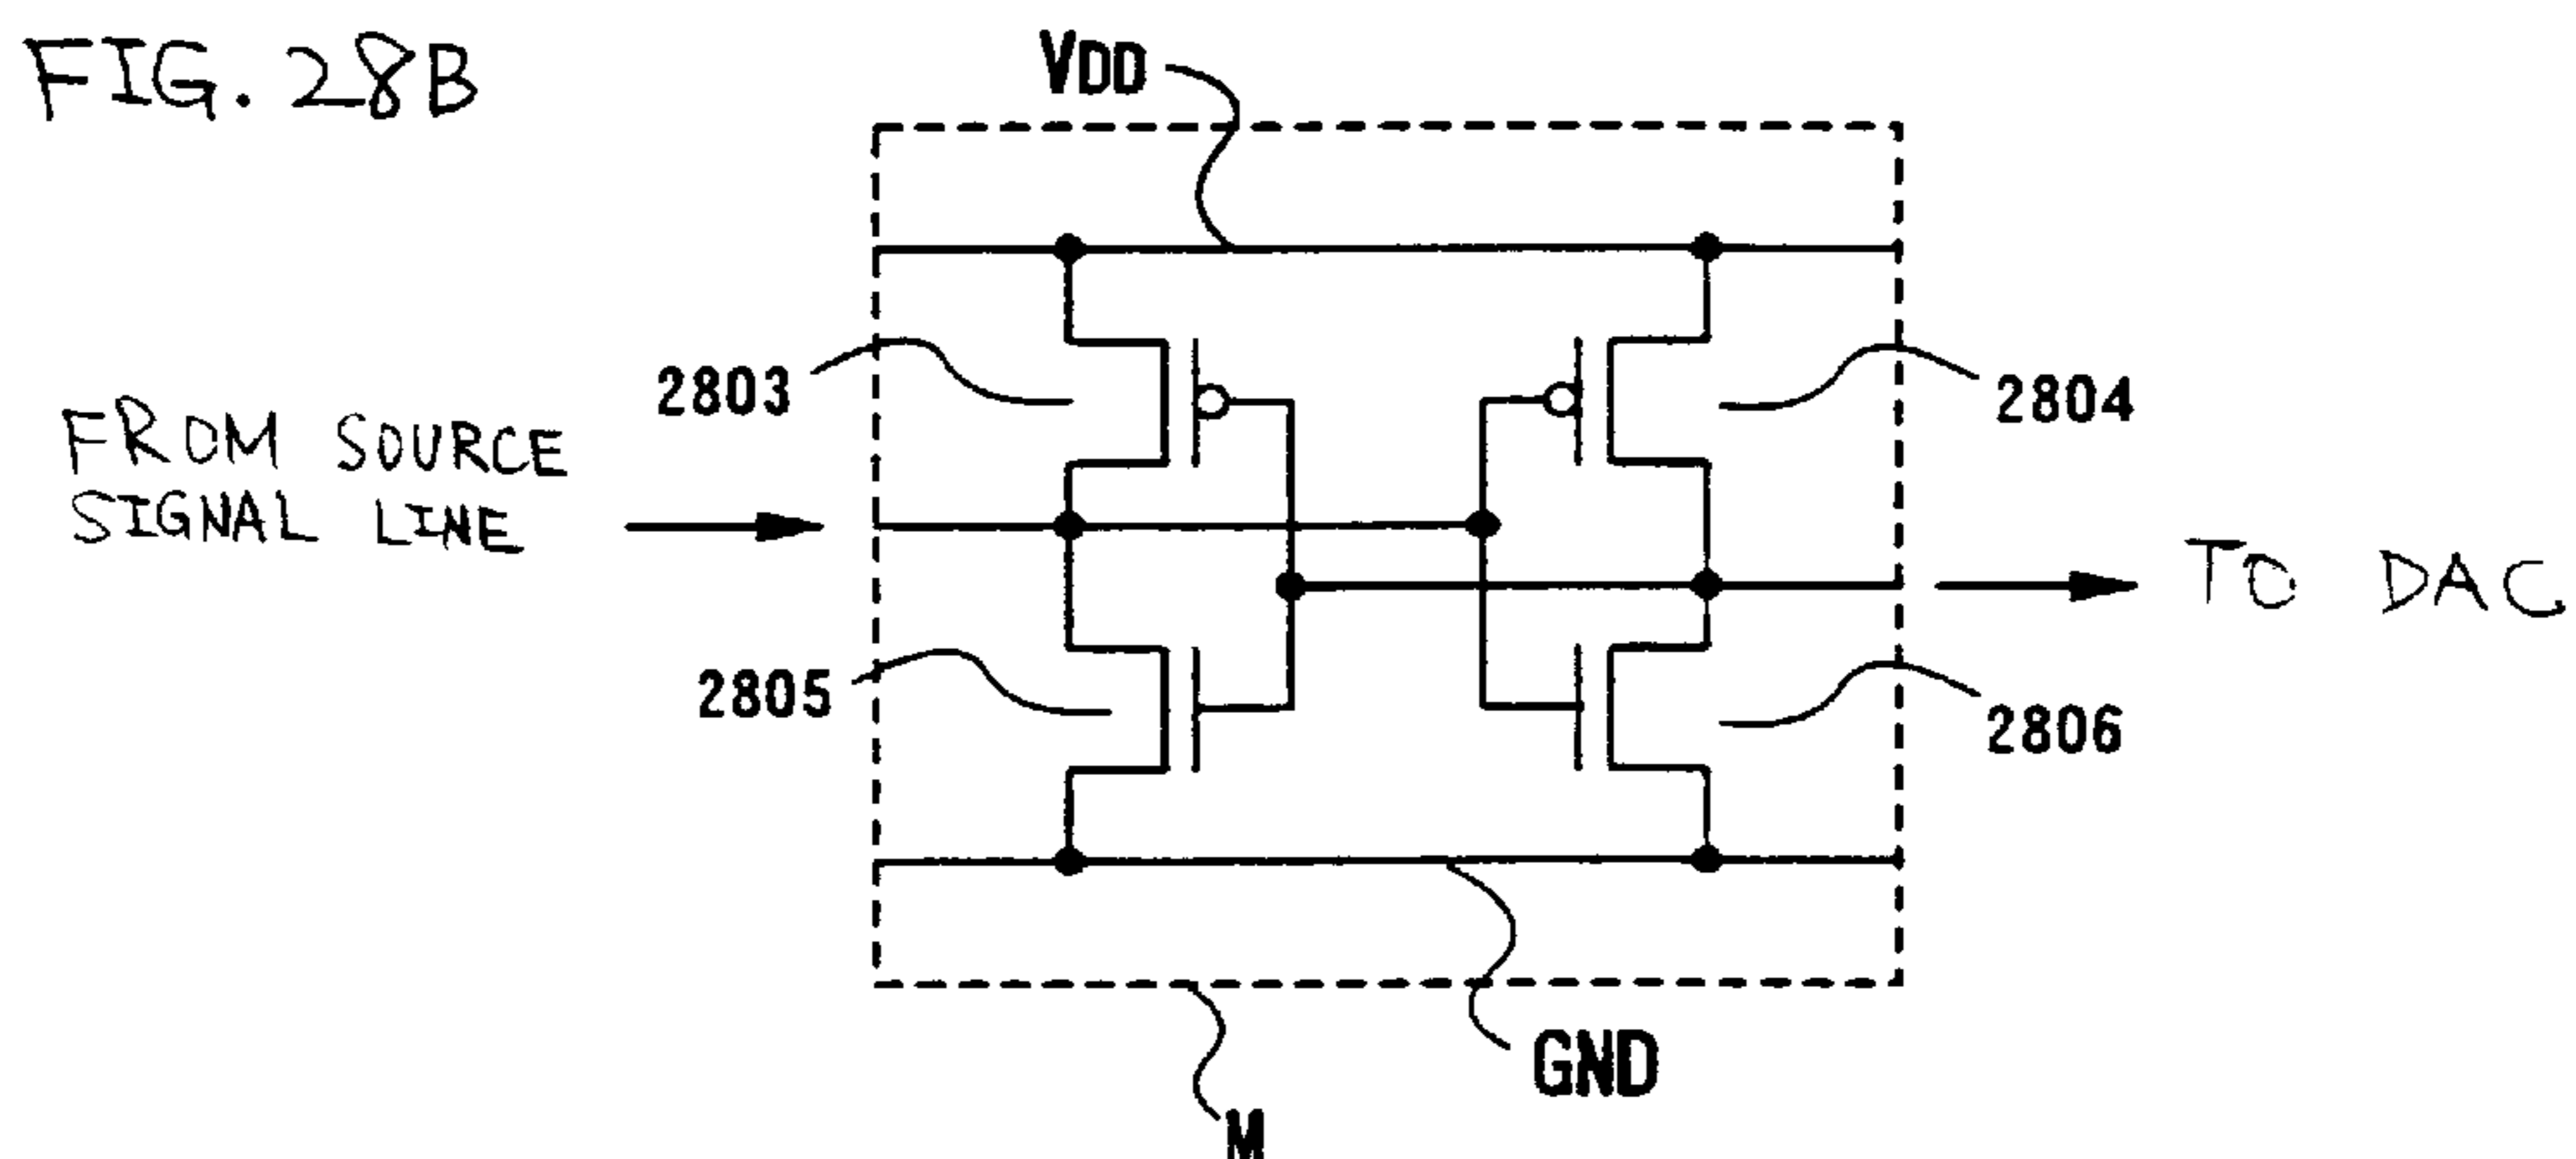 FIG. 28B
VDD
2803
2804
FROM SOURCE
SIGNAL LINE
TO DAC
2805
2806
GND
M